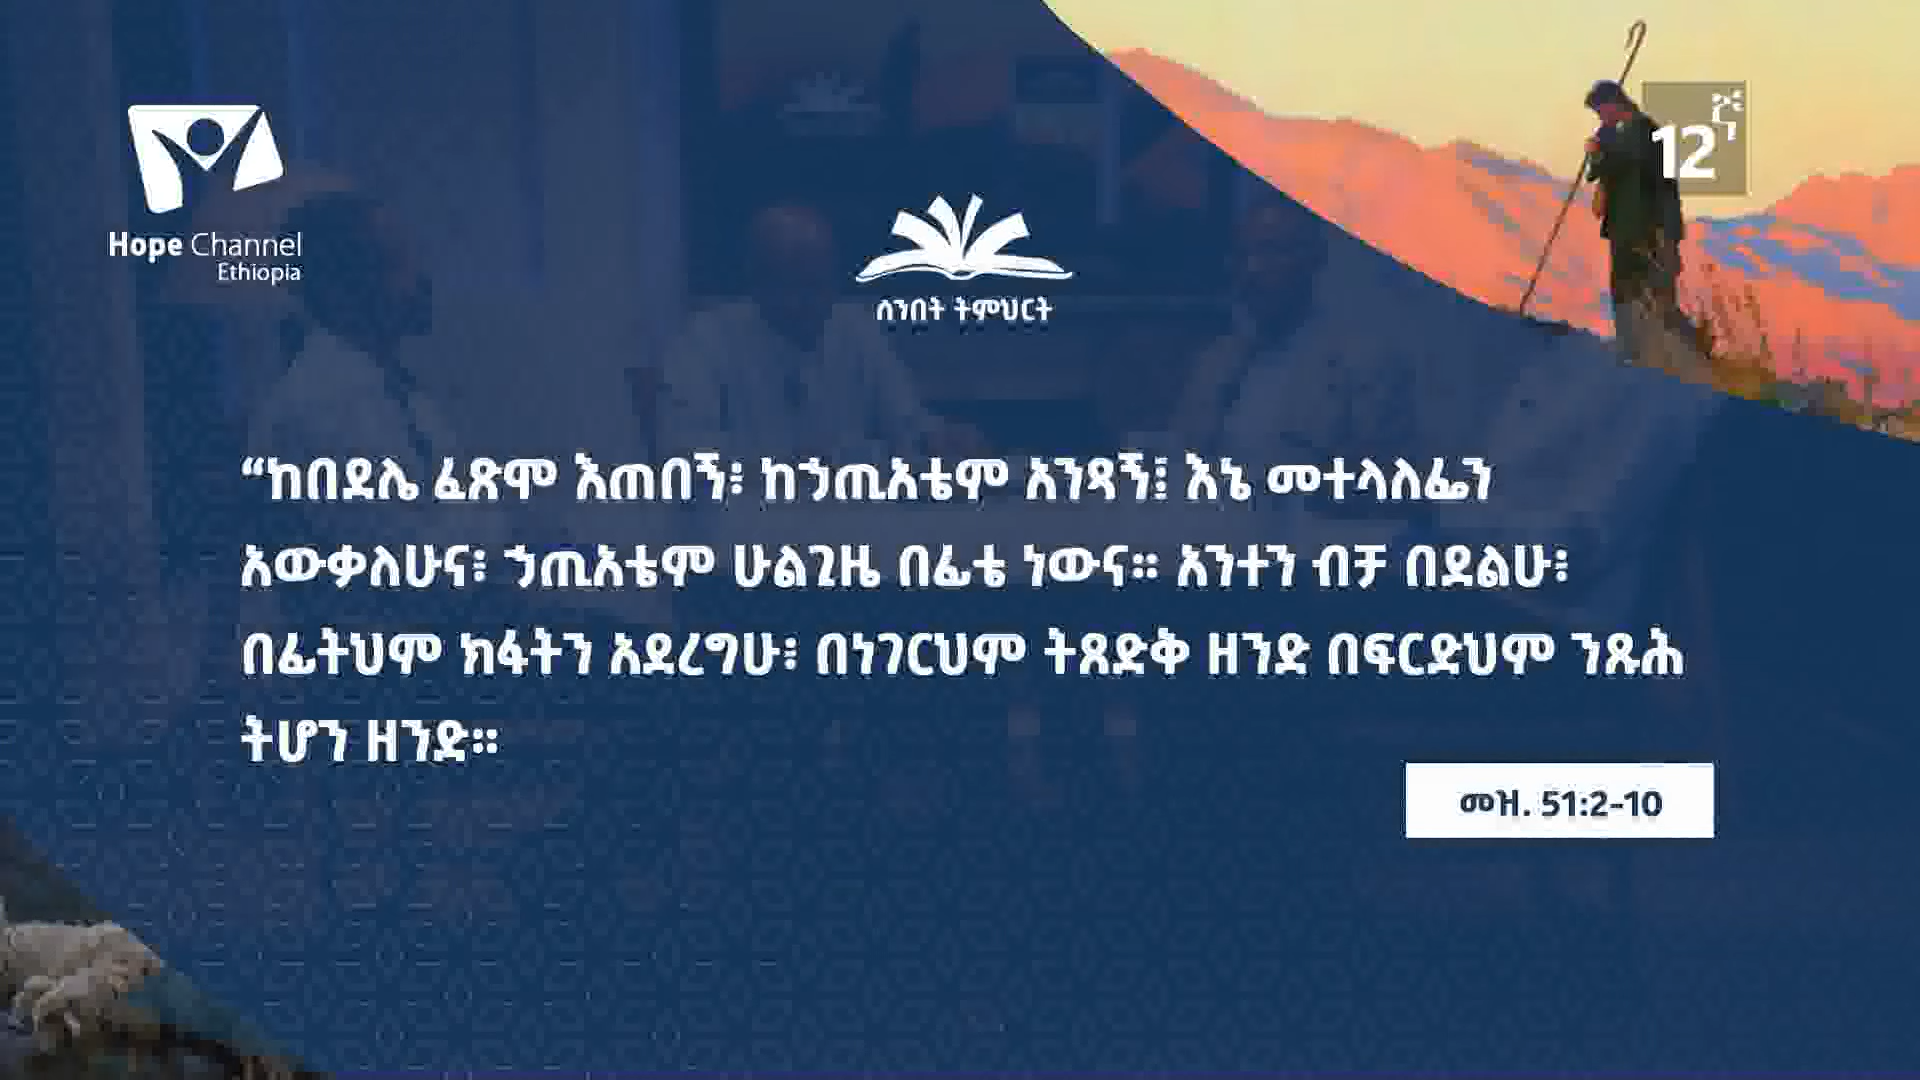 Hope Channel
Ethiopia
12ኛ
ሰንበት ትምህርት
“ከበደሌ ፈጽሞ እጠበኝ፥ ከኀጢአቴም አንጻኝ፤ እኔ መተላለፌን
አውቃለሁና፥ ኀጢአቴም ሁልጊዜ በፊቴ ነውና። አንተን ብቻ በደልሁ፥
በፊትህም ክፋትን አደረግሁ፥ በነገርህም ትጸድቅ ዘንድ በፍርድህም ንጹሕ
ትሆን ዘንድ።
መዝ. 51:2-10